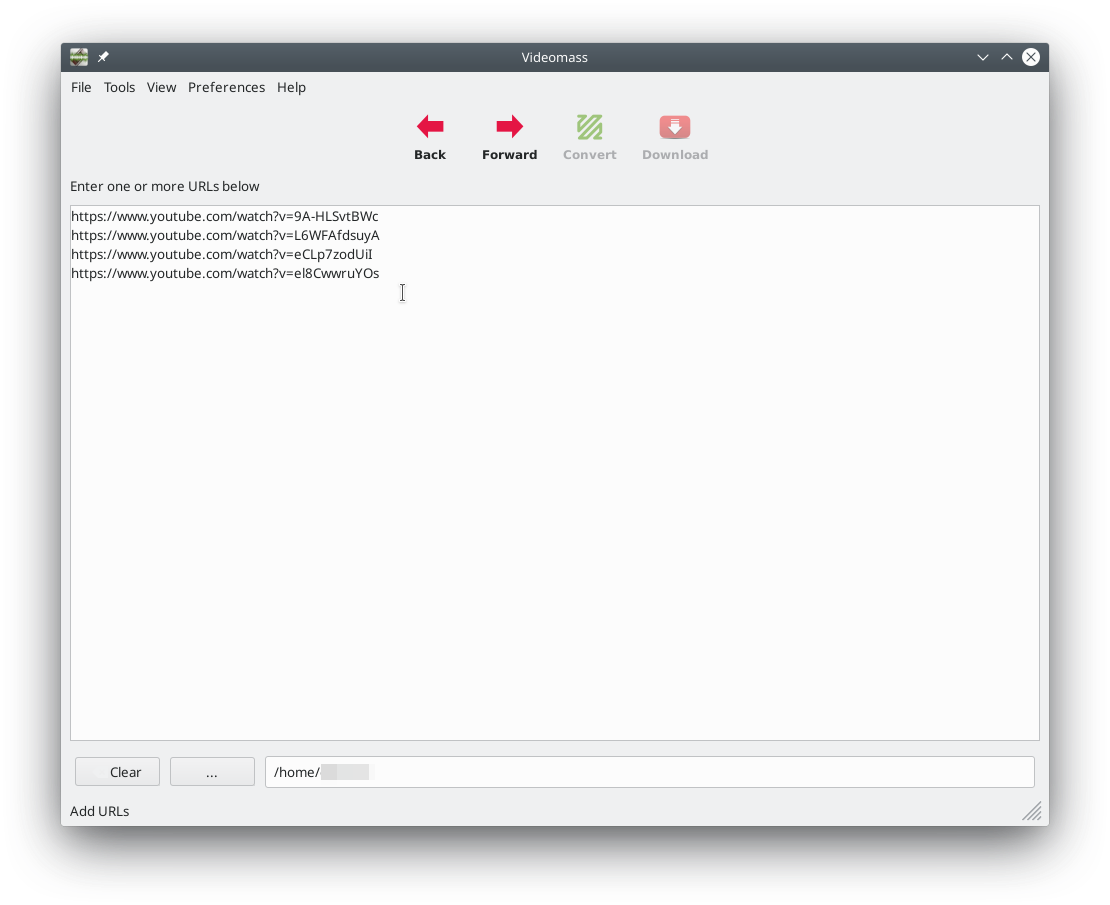 Videomass
File Tools View Preferences Help
Back Forward Convert Download
Enter one or more URLs below
https://www.youtube.com/watch?v=9A-HLSvtBWc
https://www.youtube.com/watch?v=L6WFAfdsuyA
https://www.youtube.com/watch?v=eCLp7zodUiI
https://www.youtube.com/watch?v=el8CwwruYOs
Clear ... /home/
Add URLs